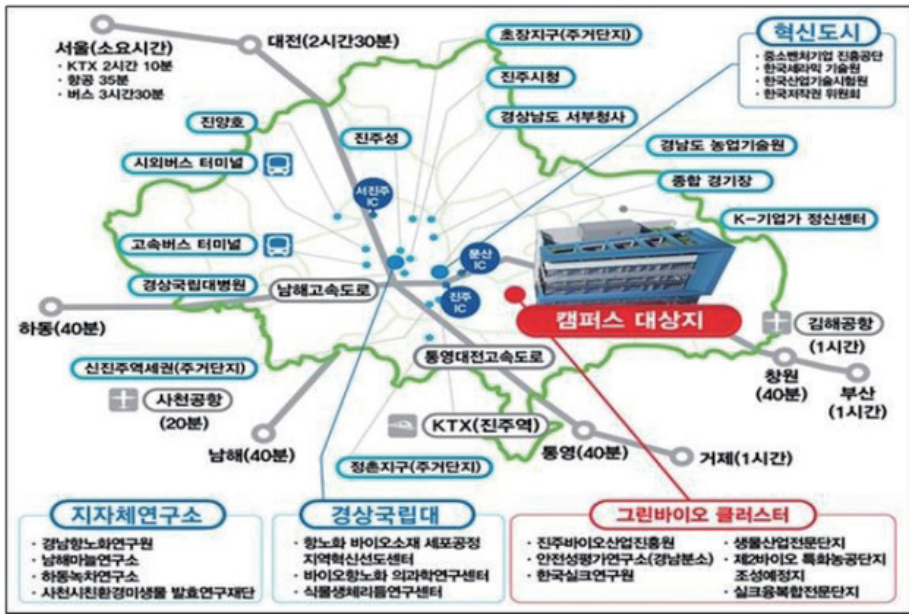 서울(소요시간)
· KTX 2시간 10분
· 항공 35분
· 버스 3시간30분
대전(2시간30분)
초장지구(주거단지)
진주시청
경상남도 서부청사
혁신도시
· 중소벤처기업 진흥공단
· 한국세라믹 기술원
· 한국산업기술시험원
· 한국저작권 위원회
진양호
진주성
시외버스 터미널
경남도 농업기술원
종합 경기장
K-기업가 정신센터
서진주
IC
고속버스 터미널
문산
IC
경상국립대병원
남해고속도로
진주
IC
캠퍼스 대상지
하동(40분)
김해공항
(1시간)
통영대전고속도로
신진주역세권(주거단지)
창원
(40분)
부산
(1시간)
사천공항
(20분)
KTX(진주역)
남해(40분)
통영(40분)
거제(1시간)
정촌지구(주거단지)
지자체연구소
· 경남항노화연구원
· 남해마늘연구소
· 하동녹차연구소
· 사천시친환경미생물 발효연구재단
경상국립대
· 항노화 바이오소재 세포공정
지역혁신선도센터
· 바이오항노화 의과학연구센터
· 식물생체리듬연구센터
그린바이오 클러스터
· 진주바이오산업진흥원
· 안전성평가연구소(경남분소)
· 한국실크연구원
· 생물산업전문단지
· 제2바이오 특화농공단지
조성예정지
· 실크융복합전문단지